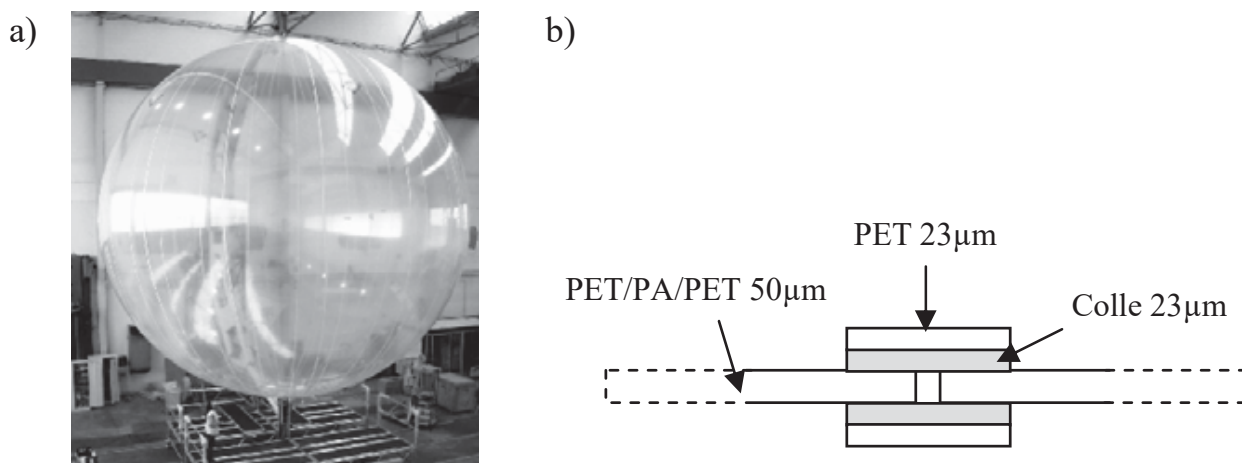 a)
b)
PET 23µm
PET/PA/PET 50µm
Colle 23µm